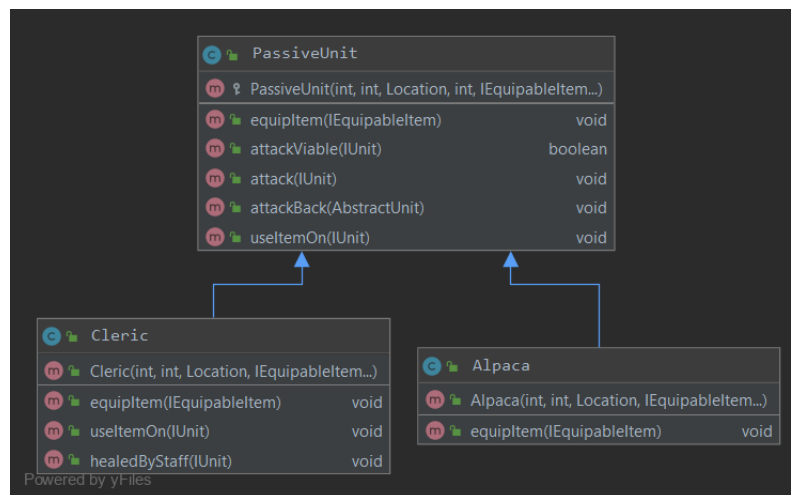 PassiveUnit
PassiveUnit(int, int, Location, int, IEquipableItem...)
equipItem(IEquipableItem) void
attackViable(IUnit) boolean
attack(IUnit) void
attackBack(AbstractUnit) void
useItemOn(IUnit) void
Cleric
Cleric(int, int, Location, IEquipableItem...)
equipItem(IEquipableItem) void
useItemOn(IUnit) void
healedByStaff(IUnit) void
Alpaca
Alpaca(int, int, Location, IEquipableItem...)
equipItem(IEquipableItem) void
Powered by yFiles